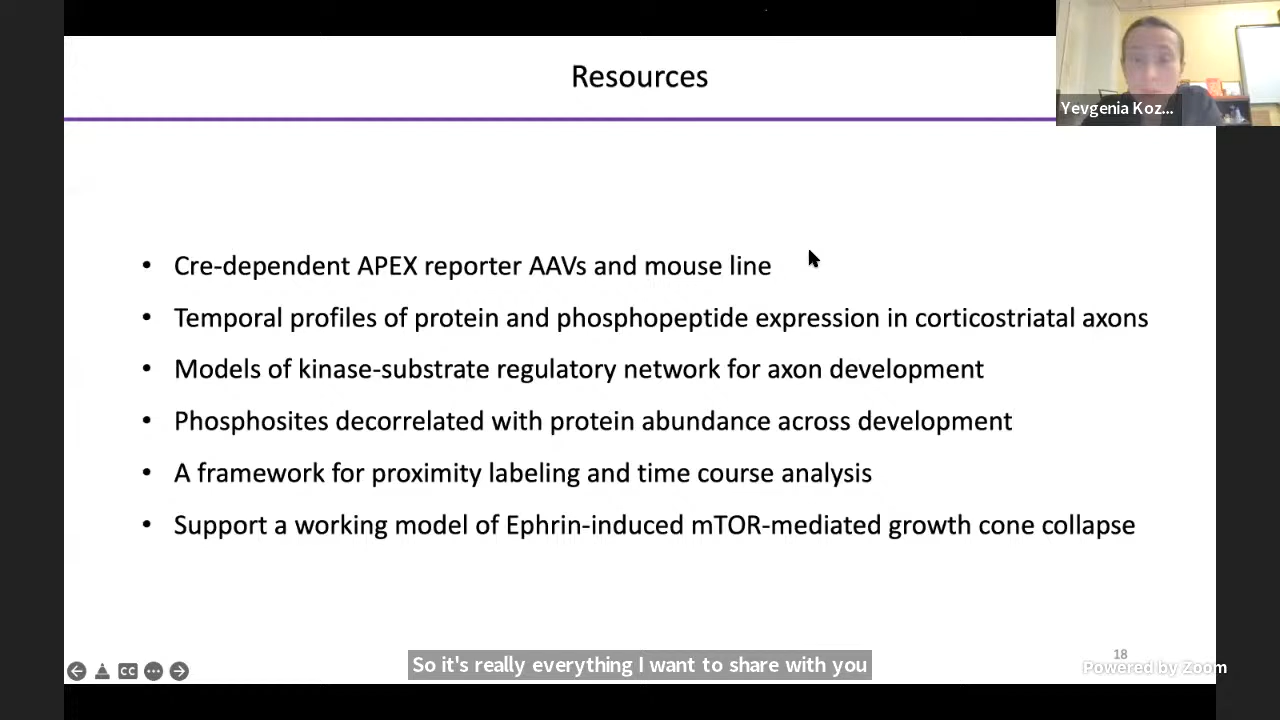 Resources
Yevgenia Koz...
• Cre-dependent APEX reporter AAVs and mouse line
• Temporal profiles of protein and phosphopeptide expression in corticostriatal axons
• Models of kinase-substrate regulatory network for axon development
• Phosphosites decorrelated with protein abundance across development
• A framework for proximity labeling and time course analysis
• Support a working model of Ephrin-induced mTOR-mediated growth cone collapse
CC
So it's really everything I want to share with you
18
Powered by Zoom